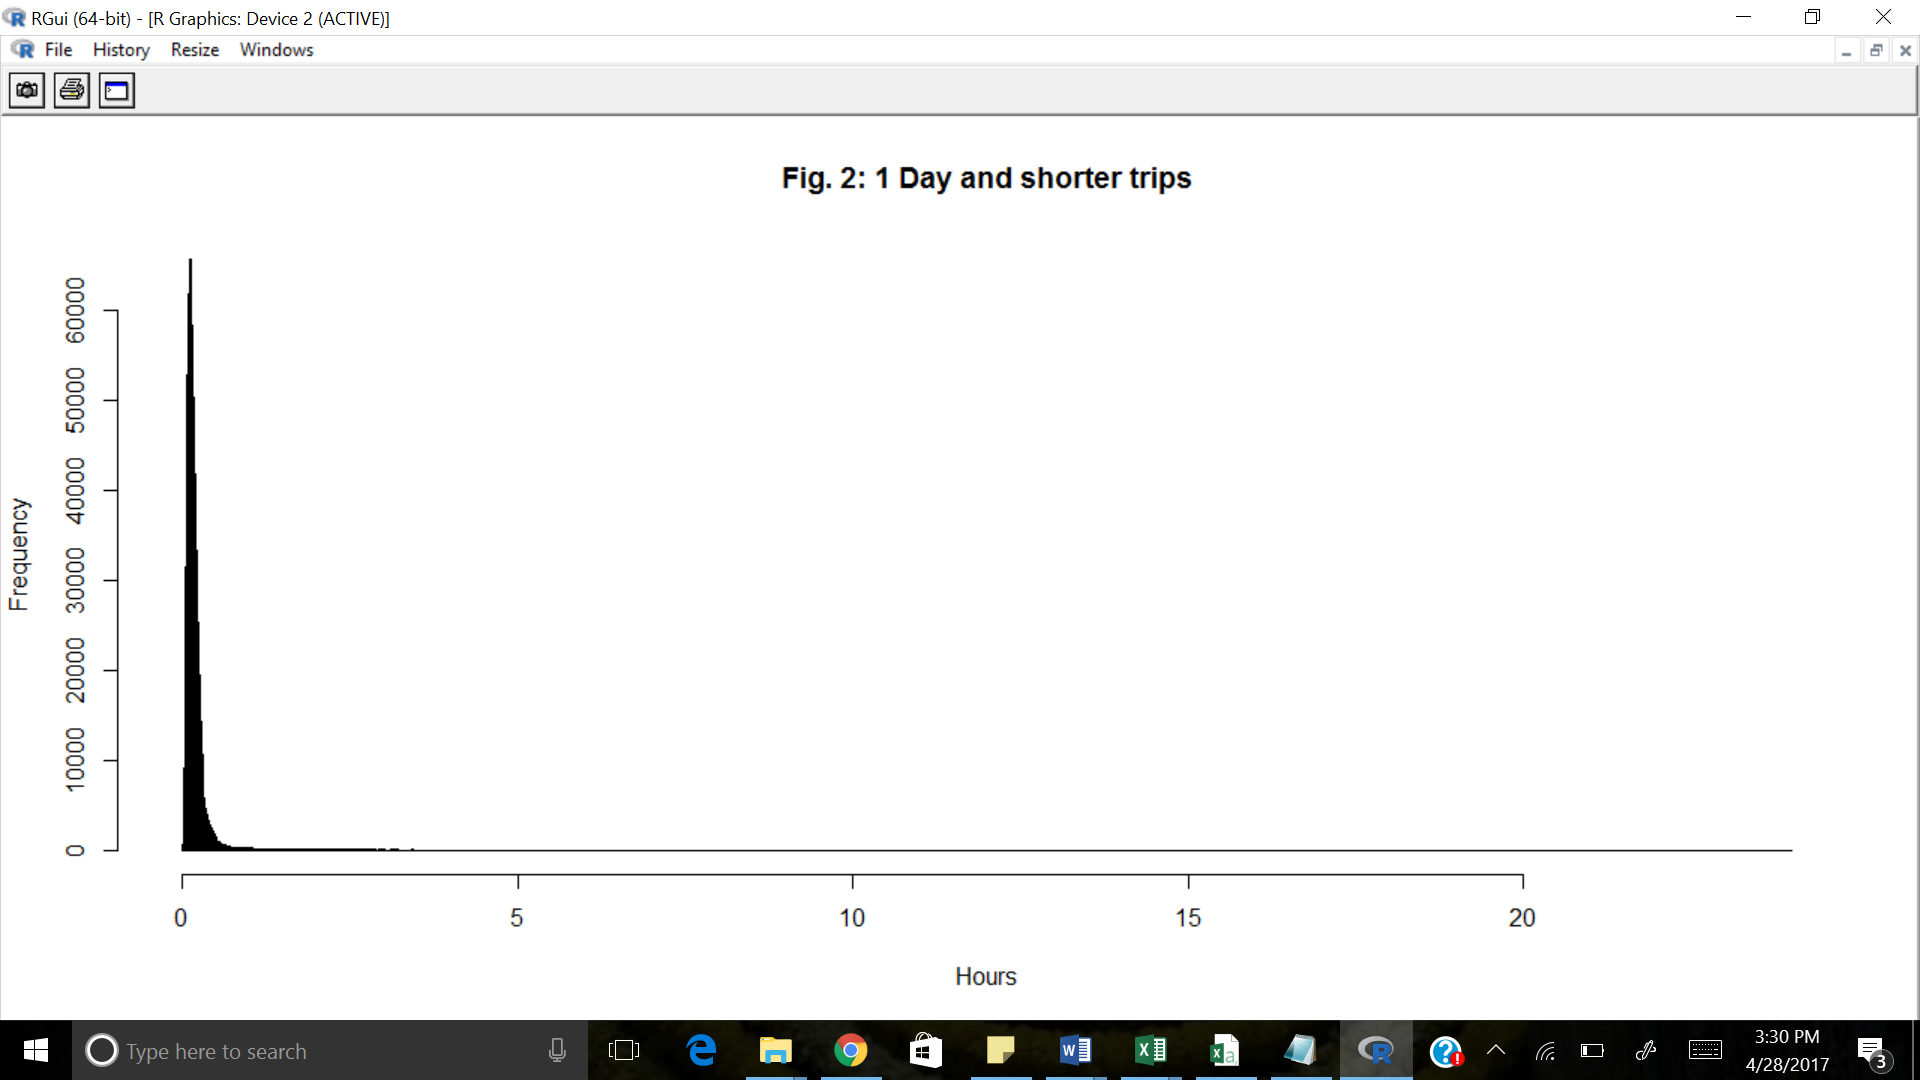 RGui (64-bit) - [R Graphics: Device 2 (ACTIVE)]
File History Resize Windows
Fig. 2: 1 Day and shorter trips
Frequency
60000
50000
40000
30000
20000
10000
0
0 5 10 15 20
Hours
Type here to search
3:30 PM
4/28/2017
3